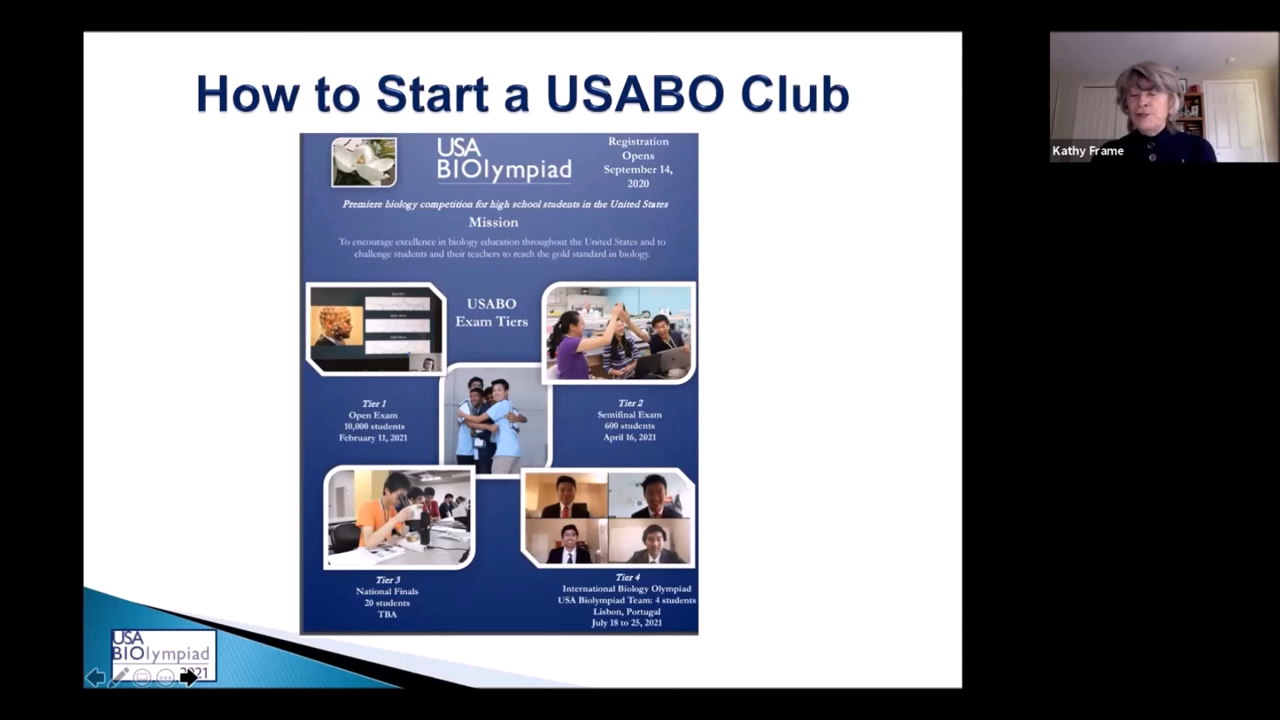 How to Start a USABO Club
USA
BIOlympiad
Registration
Opens
September 14,
2020
Premiere biology competition for high school students in the United States
Mission
To encourage excellence in biology education throughout the United States and to
challenge students and their teachers to reach the gold standard in biology.
USABO
Exam Tiers
Tier 1
Open Exam
10,000 students
February 11, 2021
Tier 2
Semifinal Exam
600 students
April 16, 2021
Tier 3
National Finals
20 students
TBA
Tier 4
International Biology Olympiad
USA Biolympiad Team: 4 students
Lisbon, Portugal
July 18 to 25, 2021
USA
BIOlympiad
2021
Kathy Frame